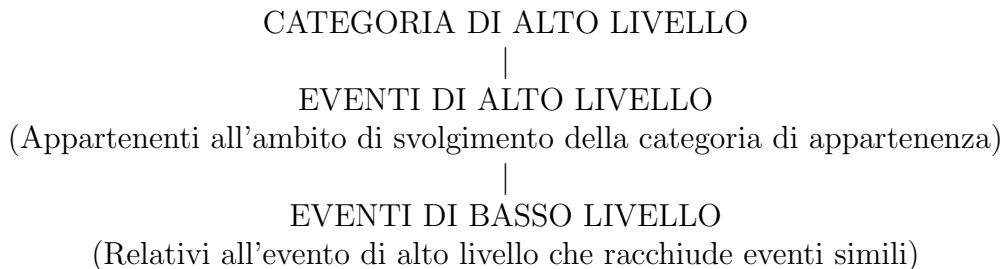 CATEGORIA DI ALTO LIVELLO
|
EVENTI DI ALTO LIVELLO
(Appartenenti all'ambito di svolgimento della categoria di appartenenza)
|
EVENTI DI BASSO LIVELLO
(Relativi all'evento di alto livello che racchiude eventi simili)